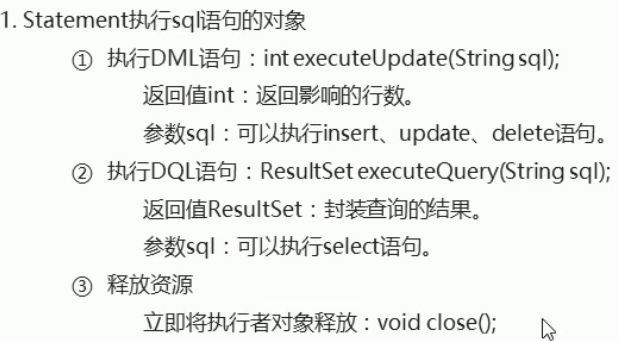 1. Statement执行sql语句的对象
① 执行DML语句：int executeUpdate(String sql);
返回值int：返回影响的行数。
参数sql：可以执行insert、update、delete语句。
② 执行DQL语句：ResultSet executeQuery(String sql);
返回值ResultSet：封装查询的结果。
参数sql：可以执行select语句。
③ 释放资源
立即将执行者对象释放：void close();